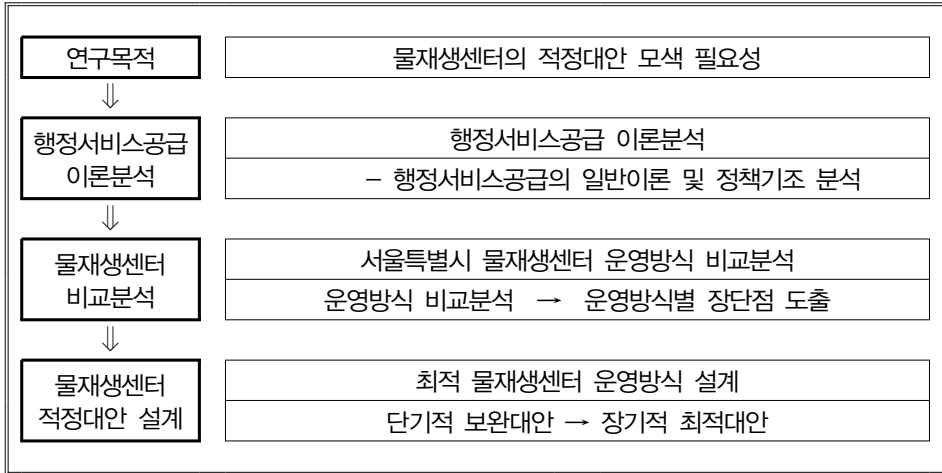 연구목적
물재생센터의 적정대안 모색 필요성
⇓
행정서비스공급
이론분석
행정서비스공급 이론분석
– 행정서비스공급의 일반이론 및 정책기조 분석
⇓
물재생센터
비교분석
서울특별시 물재생센터 운영방식 비교분석
운영방식 비교분석 → 운영방식별 장단점 도출
⇓
물재생센터
적정대안 설계
최적 물재생센터 운영방식 설계
단기적 보완대안 → 장기적 최적대안